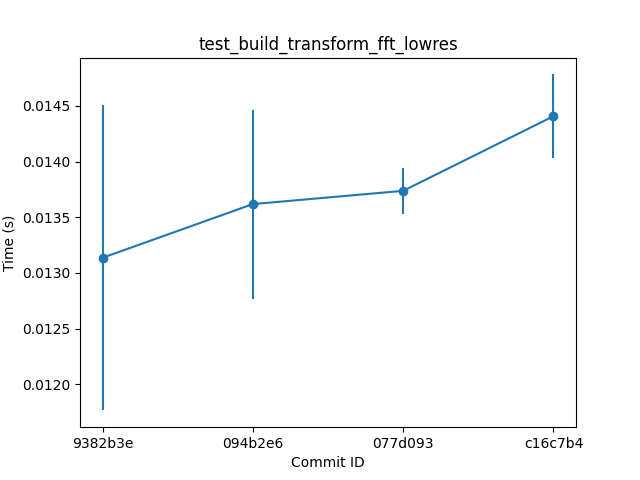 test_build_transform_fft_lowres
Time (s)
0.0145
0.0140
0.0135
0.0130
0.0125
0.0120
9382b3e 094b2e6 077d093 c16c7b4
Commit ID